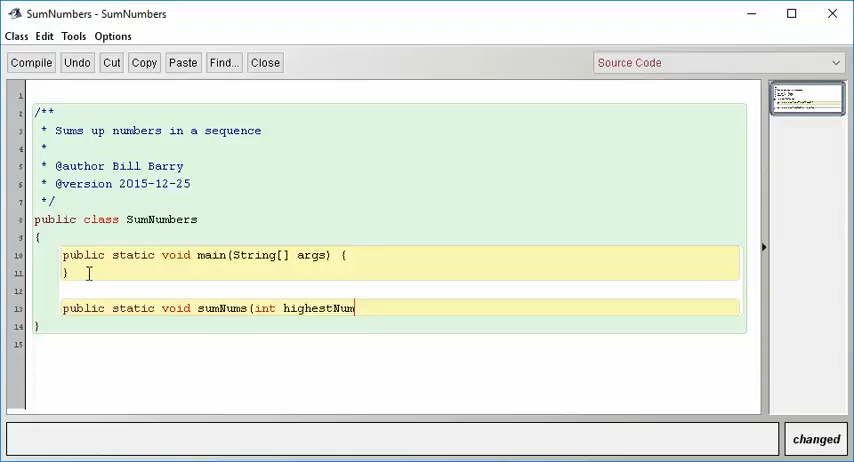 SumNumbers - SumNumbers
Class Edit Tools Options
Compile Undo Cut Copy Paste Find... Close Source Code
1
2 /**
3 * Sums up numbers in a sequence
4 *
5 * @author Bill Barry
6 * @version 2015-12-25
7 */
8 public class SumNumbers
9 {
10 public static void main(String[] args) {
11 }
12
13 public static void sumNums(int highestNum
14 }
15
changed